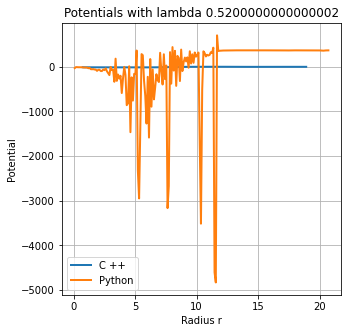 Potentials with lambda 0.5200000000000002
0
−1000
−2000
−3000
−4000
−5000
Potential
C ++
Python
0 5 10 15 20
Radius r